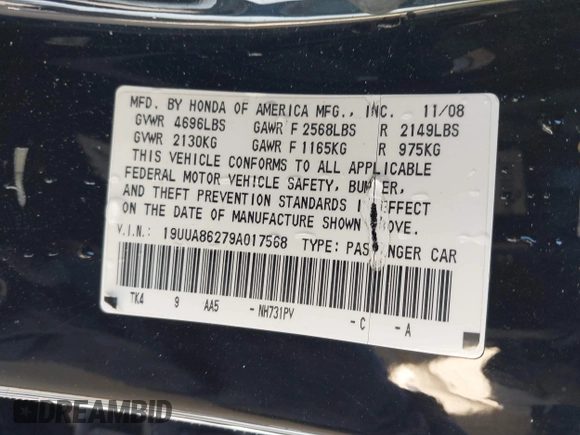 MFD. BY HONDA OF AMERICA MFG., INC. 11/08
GVWR 4696LBS GAWR F 2568LBS R 2149LBS
GVWR 2130KG GAWR F 1165KG R 975KG
THIS VEHICLE CONFORMS TO ALL APPLICABLE
FEDERAL MOTOR VEHICLE SAFETY, BUMPER,
AND THEFT PREVENTION STANDARDS IN EFFECT
ON THE DATE OF MANUFACTURE SHOWN ABOVE.
V.I.N.: 19UUA86279A017568 TYPE: PASSENGER CAR
TK4 9 AA5 - NH731PY - C - A
DREAMBID